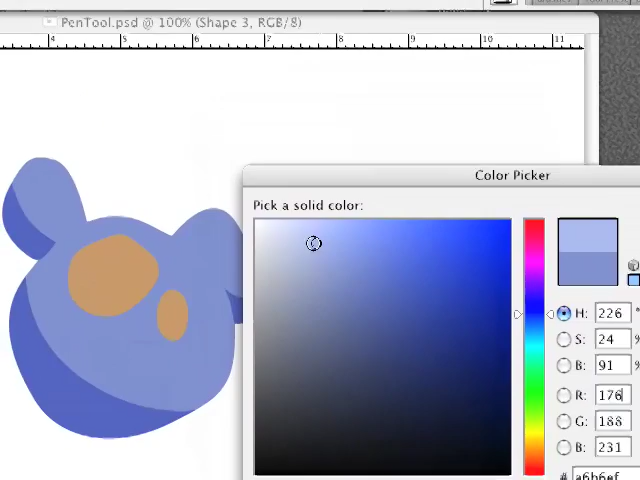 PenTool.psd @ 100% (Shape 3, RGB/8)
4 5 6 7 8 9 10 11
Color Picker
Pick a solid color:
H: 226 °
S: 24 %
B: 91 %
R: 176
G: 188
B: 231
# a6b6ef